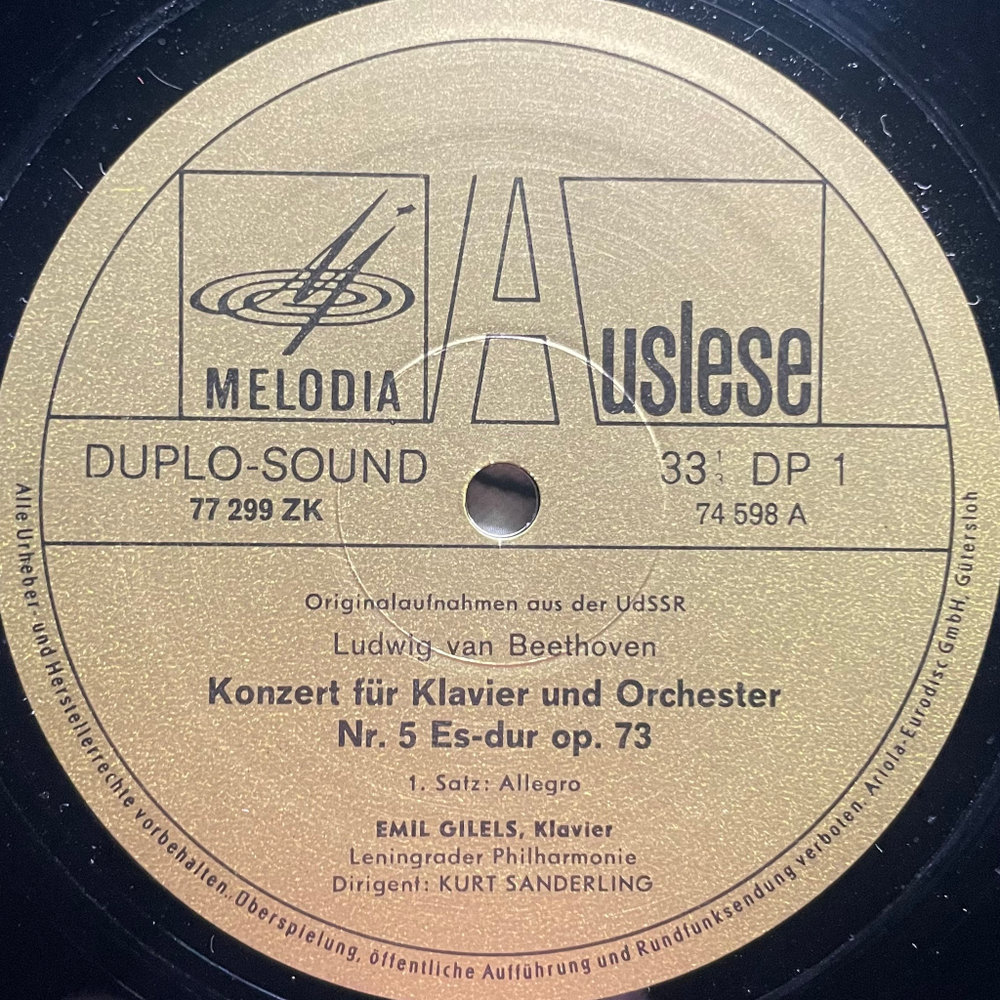 MELODIA
Auslese
DUPLO-SOUND
77 299 ZK
33⅓ DP 1
74 598 A
Originalaufnahmen aus der UdSSR
Ludwig van Beethoven
Konzert für Klavier und Orchester
Nr. 5 Es-dur op. 73
1. Satz: Allegro
EMIL GILELS, Klavier
Leningrader Philharmonie
Dirigent: KURT SANDERLING
Alle Urheber- und Herstellerrechte vorbehalten. Überspielung, öffentliche Aufführung und Rundfunksendung verboten. Ariola-Eurodisc GmbH, Gütersloh